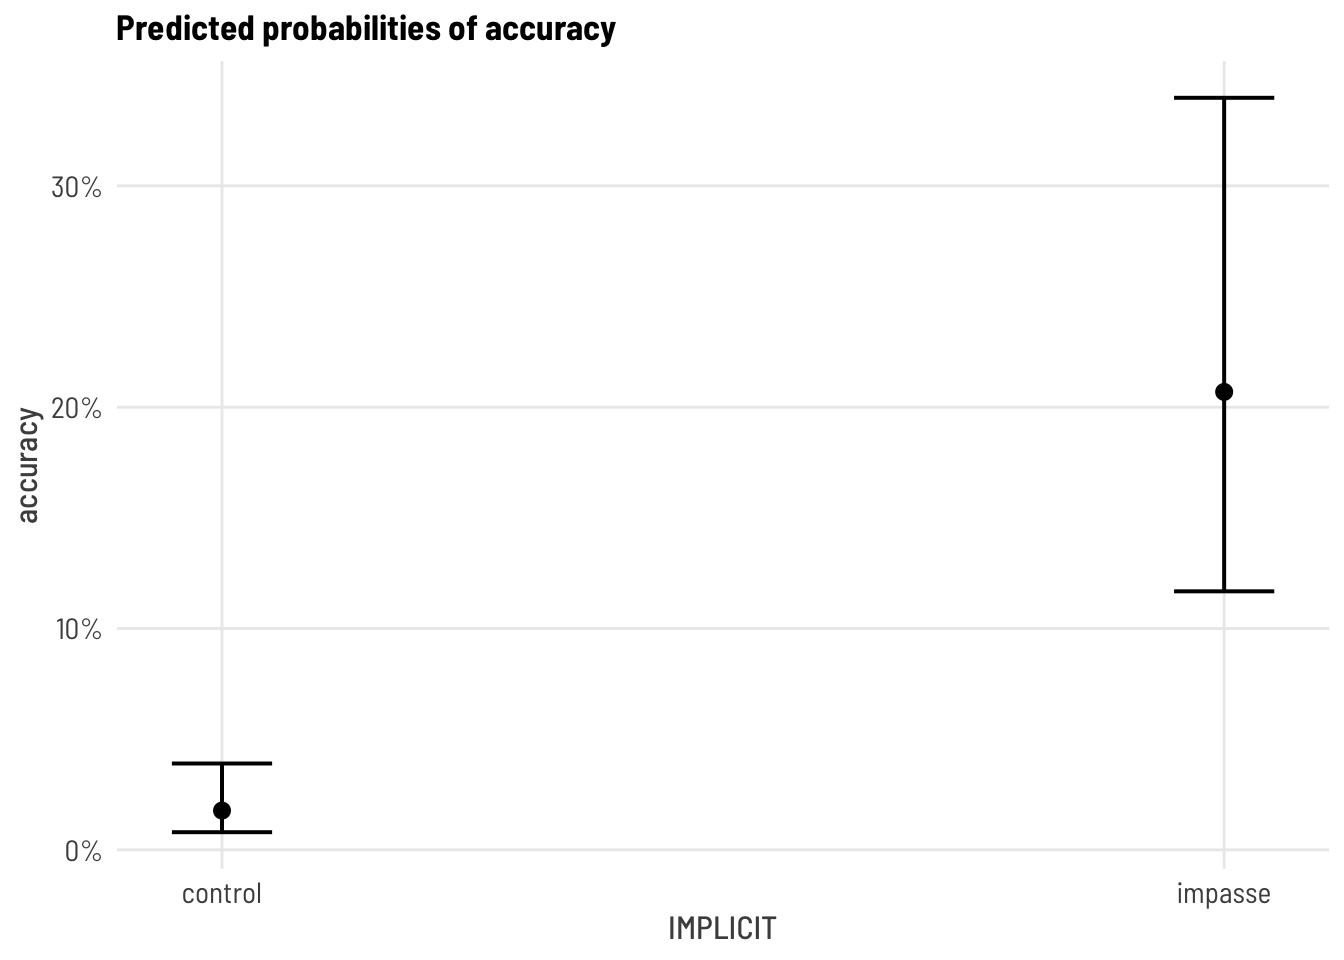 Predicted probabilities of accuracy
30%
20%
10%
0%
accuracy
control
impasse
IMPLICIT